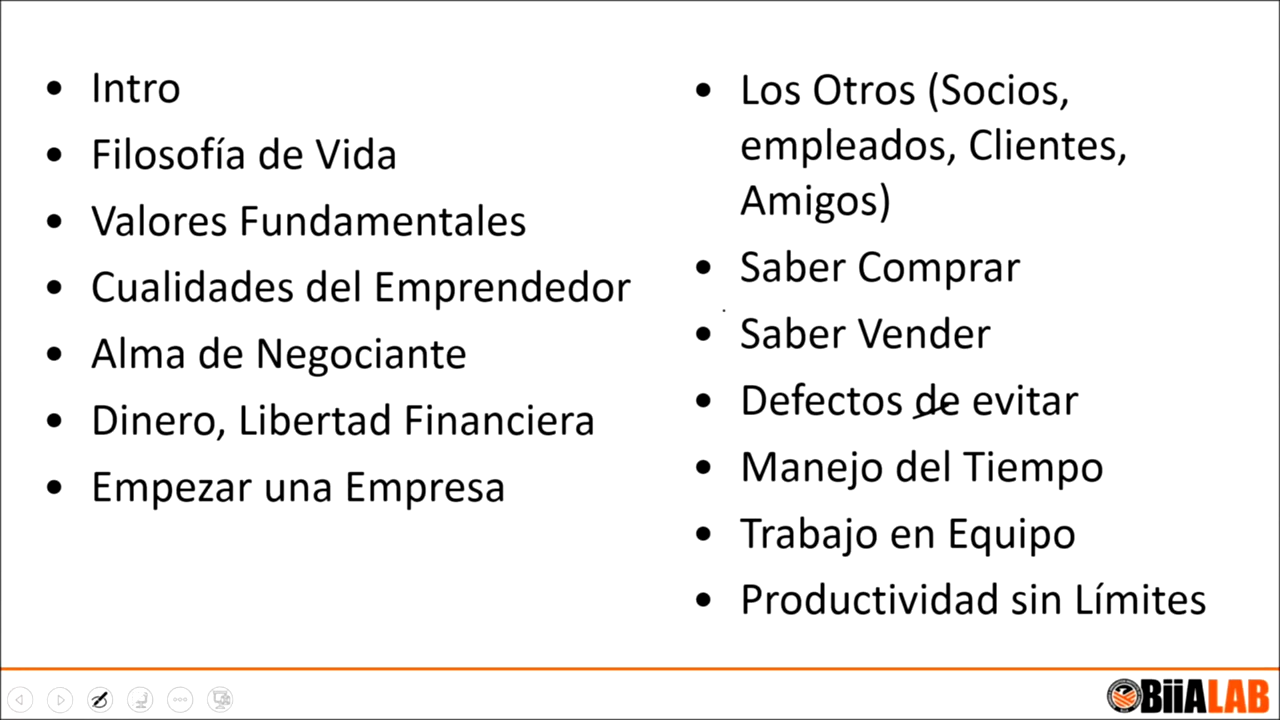 • Intro
• Filosofía de Vida
• Valores Fundamentales
• Cualidades del Emprendedor
• Alma de Negociante
• Dinero, Libertad Financiera
• Empezar una Empresa
• Los Otros (Socios,
empleados, Clientes,
Amigos)
• Saber Comprar
• Saber Vender
• Defectos de evitar
• Manejo del Tiempo
• Trabajo en Equipo
• Productividad sin Límites
BiiALAB